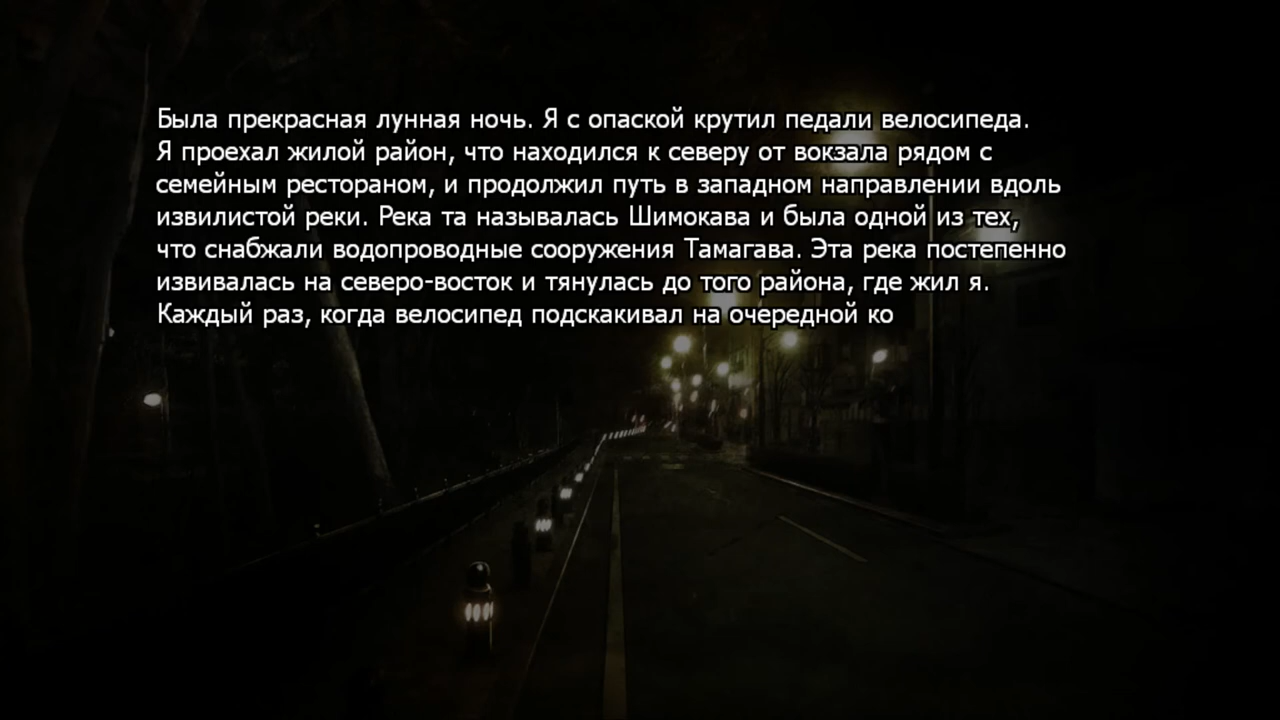 Была прекрасная лунная ночь. Я с опаской крутил педали велосипеда.
Я проехал жилой район, что находился к северу от вокзала рядом с
семейным рестораном, и продолжил путь в западном направлении вдоль
извилистой реки. Река та называлась Шимокава и была одной из тех,
что снабжали водопроводные сооружения Тамагава. Эта река постепенно
извивалась на северо-восток и тянулась до того района, где жил я.
Каждый раз, когда велосипед подскакивал на очередной ко